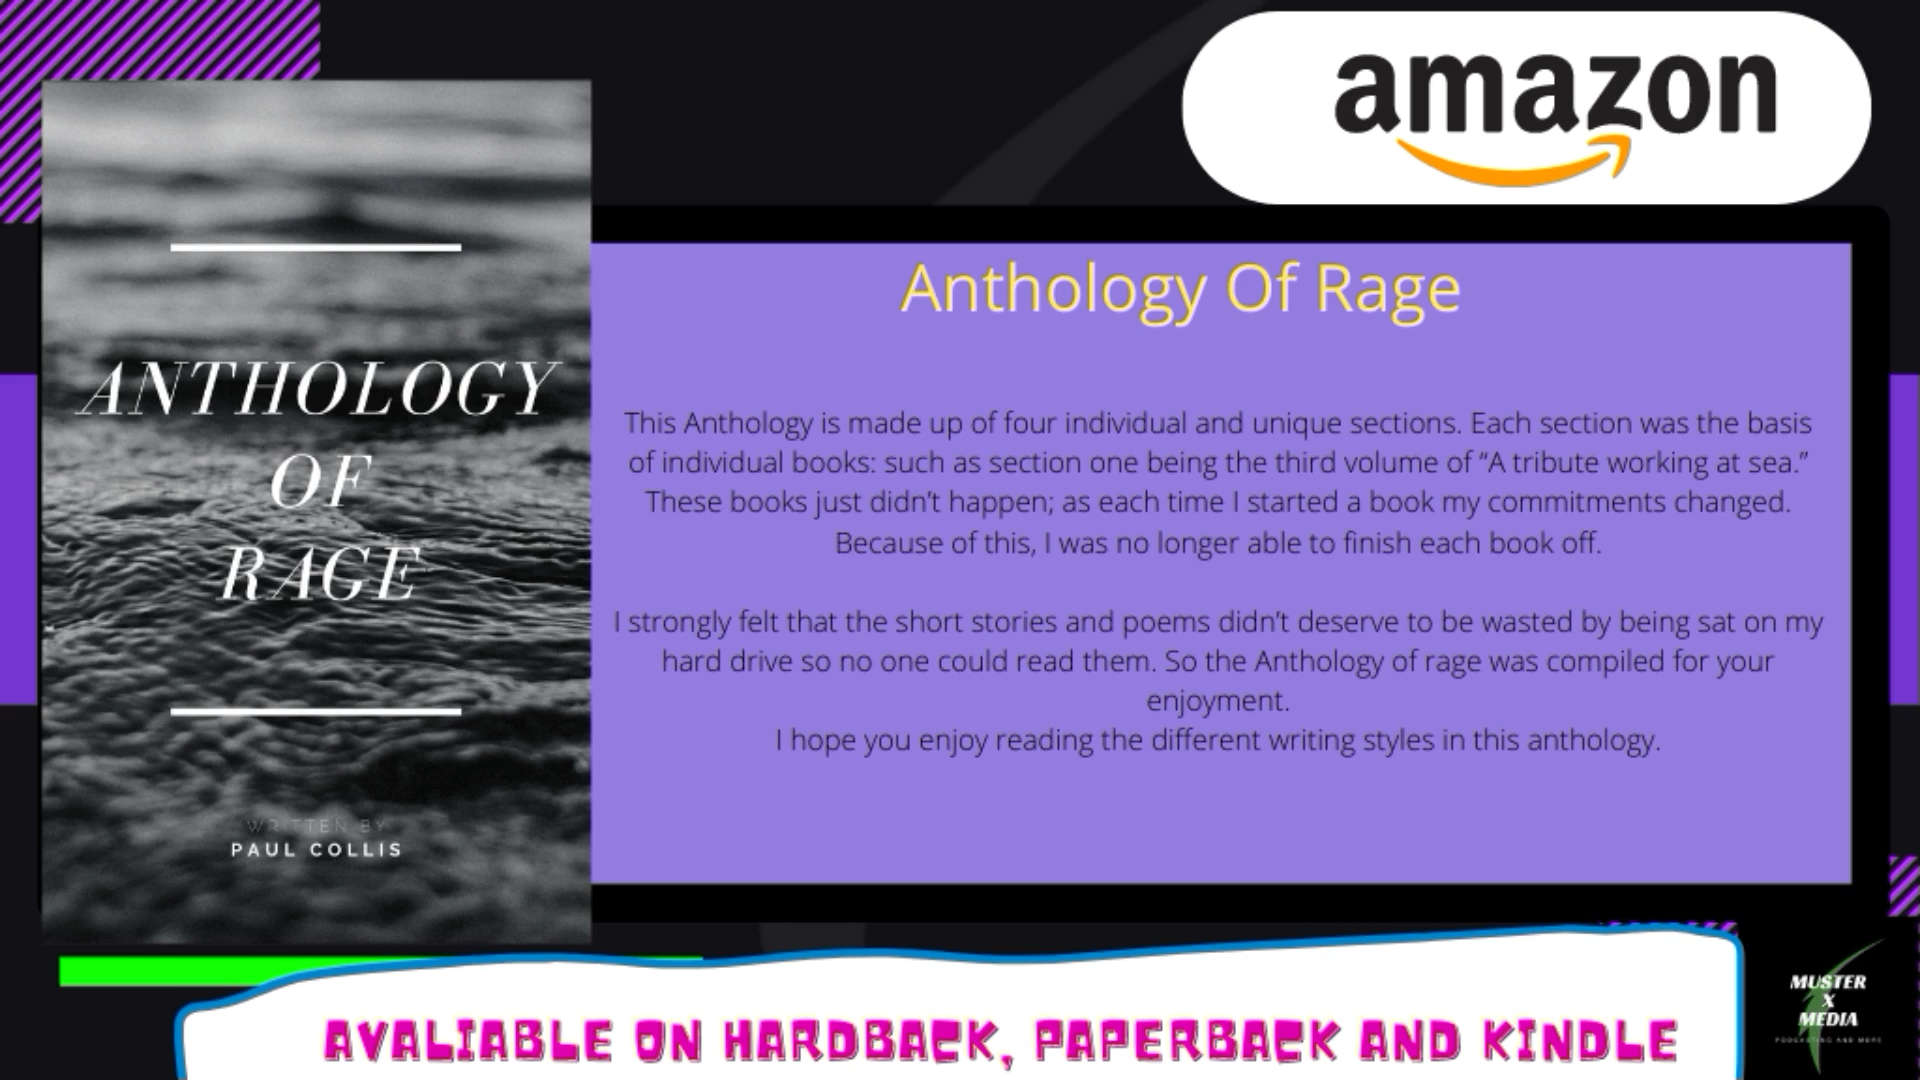 amazon
ANTHOLOGY
OF
RAGE
WRITTEN BY
PAUL COLLIS
Anthology Of Rage
This Anthology is made up of four individual and unique sections. Each section was the basis
of individual books: such as section one being the third volume of “A tribute working at sea.”
These books just didn’t happen; as each time I started a book my commitments changed.
Because of this, I was no longer able to finish each book off.
I strongly felt that the short stories and poems didn’t deserve to be wasted by being sat on my
hard drive so no one could read them. So the Anthology of rage was compiled for your
enjoyment.
I hope you enjoy reading the different writing styles in this anthology.
AVALIABLE ON HARDBACK, PAPERBACK AND KINDLE
MUSTER
X
MEDIA
PODCASTING AND MORE